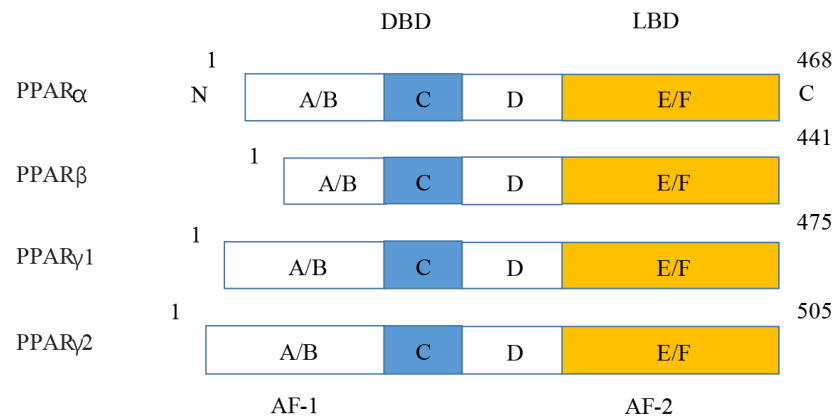 DBD LBD
1 468
PPARα N A/B C D E/F C
1 441
PPARβ A/B C D E/F
1 475
PPARγ1 A/B C D E/F
1 505
PPARγ2 A/B C D E/F
AF-1 AF-2